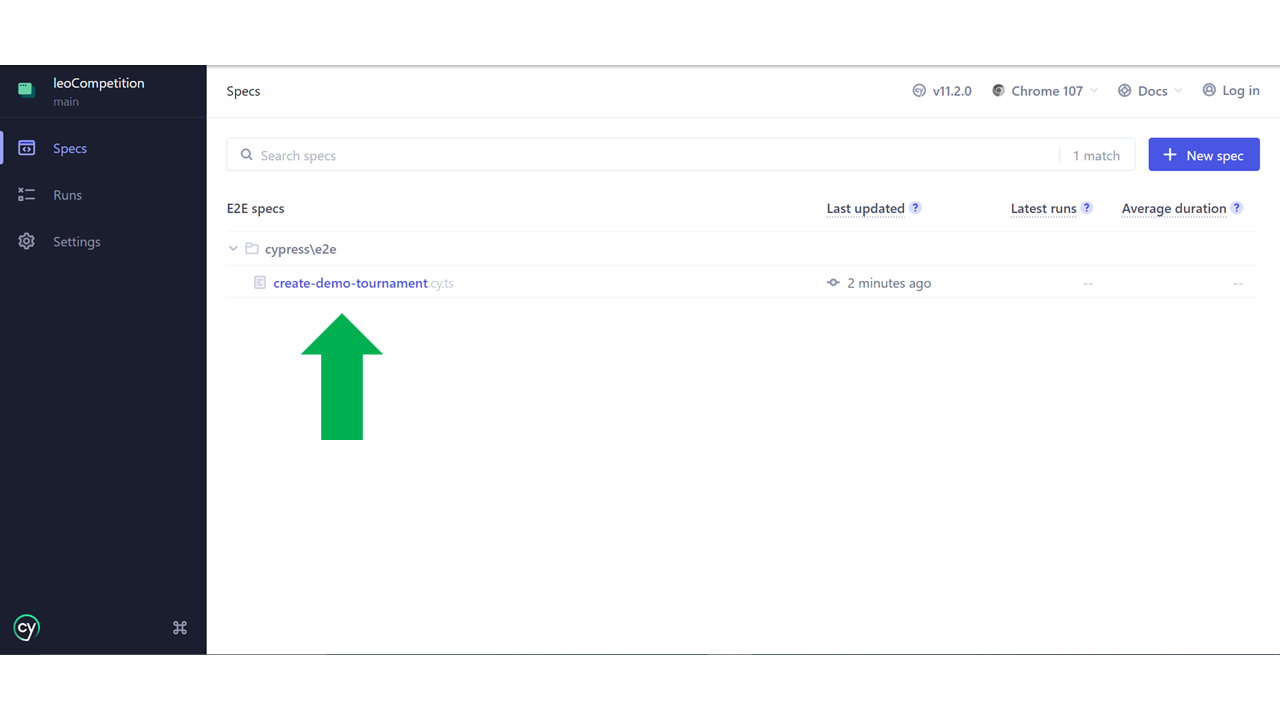 leoCompetition
main
Specs
Runs
Settings
cy
Specs
v11.2.0
Chrome 107
Docs
Log in
Search specs
1 match
+ New spec
E2E specs
Last updated ?
Latest runs ?
Average duration ?
cypress\e2e
create-demo-tournament.cy.ts
2 minutes ago
--
--